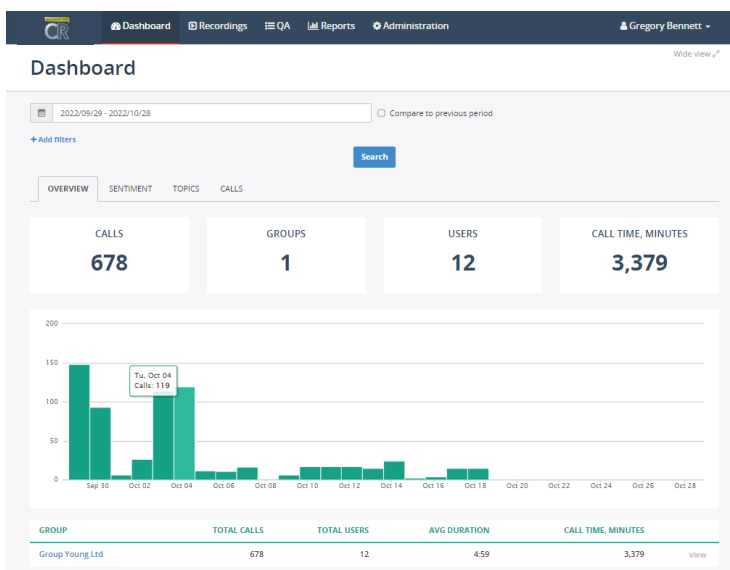 CR
Dashboard Recordings QA Reports Administration Gregory Bennett
Wide view
Dashboard
2022/09/29 - 2022/10/28 Compare to previous period
+ Add filters
Search
OVERVIEW SENTIMENT TOPICS CALLS
CALLS GROUPS USERS CALL TIME, MINUTES
678 1 12 3,379
200
150
Tu, Oct 04
Calls: 119
100
50
0
Sep 30 Oct 02 Oct 04 Oct 06 Oct 08 Oct 10 Oct 12 Oct 14 Oct 16 Oct 18 Oct 20 Oct 22 Oct 24 Oct 26 Oct 28
GROUP TOTAL CALLS TOTAL USERS AVG DURATION CALL TIME, MINUTES
Group Young Ltd 678 12 4:59 3,379 View